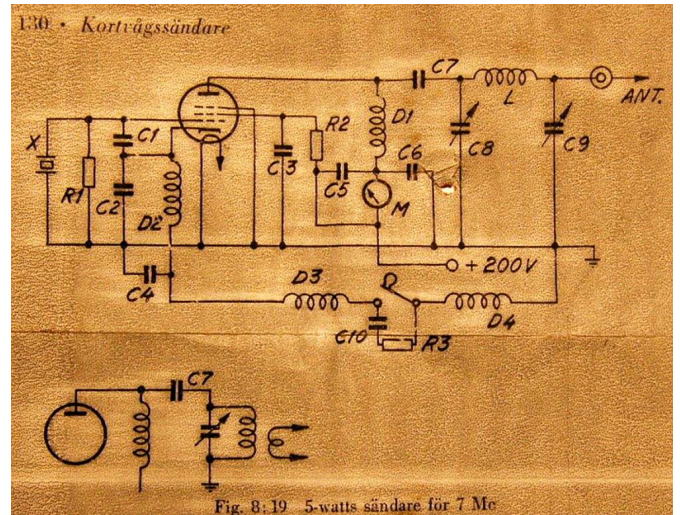 130 • Kortvågssändare
C7
L
ANT.
X
C1
R2
D1
C8
C9
R1
C3
C5
C6
C2
D2
M
+200V
C4
D3
D4
C10
R3
C7
Fig. 8:19 5-watts sändare för 7 Mc